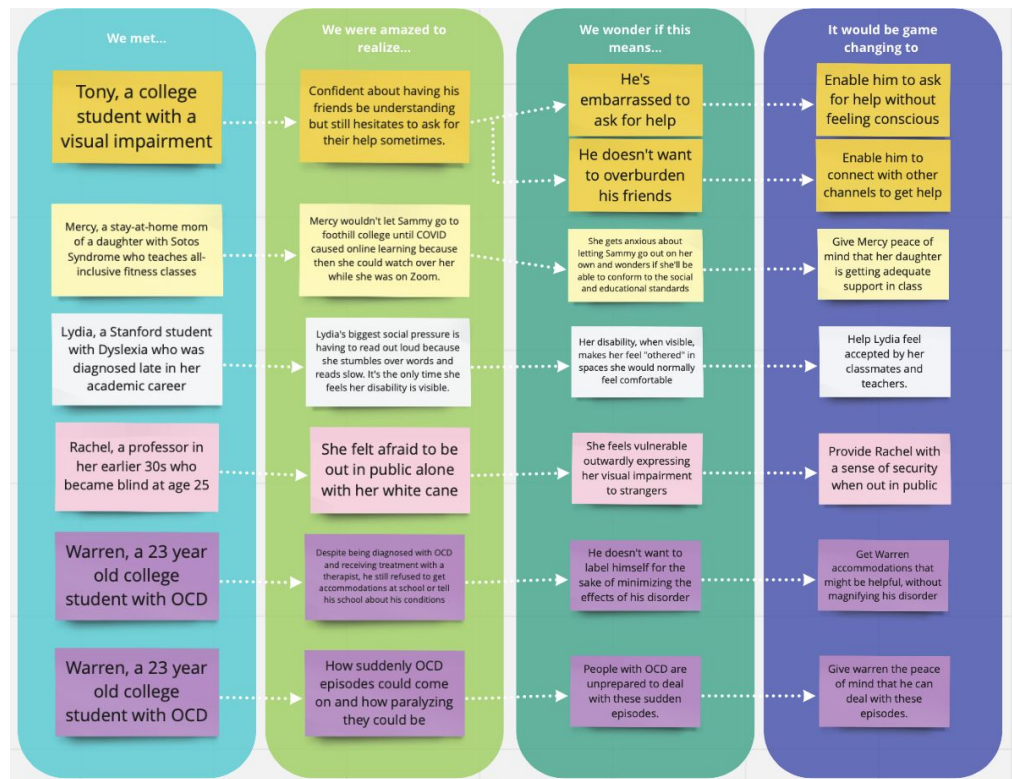 We met...
We were amazed to
realize...
We wonder if this
means...
It would be game
changing to
Tony, a college
student with a
visual impairment
Confident about having his
friends be understanding
but still hesitates to ask for
their help sometimes.
He's
embarrassed to
ask for help
Enable him to ask
for help without
feeling conscious
He doesn't want
to overburden
his friends
Enable him to
connect with other
channels to get help
Mercy, a stay-at-home mom
of a daughter with Sotos
Syndrome who teaches all-
inclusive fitness classes
Mercy wouldn't let Sammy go to
foothill college until COVID
caused online learning because
then she could watch over her
while she was on Zoom.
She gets anxious about
letting Sammy go out on her
own and wonders if she'll be
able to conform to the social
and educational standards
Give Mercy peace of
mind that her daughter
is getting adequate
support in class
Lydia, a Stanford student
with Dyslexia who was
diagnosed late in her
academic career
Lydia's biggest social pressure is
having to read out loud because
she stumbles over words and
reads slow. It's the only time she
feels her disability is visible.
Her disability, when visible,
makes her feel "othered" in
spaces she would normally
feel comfortable
Help Lydia feel
accepted by her
classmates and
teachers.
Rachel, a professor in
her earlier 30s who
became blind at age 25
She felt afraid to be
out in public alone
with her white cane
She feels vulnerable
outwardly expressing
her visual impairment
to strangers
Provide Rachel with
a sense of security
when out in public
Warren, a 23 year
old college
student with OCD
Despite being diagnosed with OCD
and receiving treatment with a
therapist, he still refused to get
accommodations at school or tell
his school about his conditions
He doesn't want to
label himself for the
sake of minimizing the
effects of his disorder
Get Warren
accommodations that
might be helpful, without
magnifying his disorder
Warren, a 23 year
old college
student with OCD
How suddenly OCD
episodes could come
on and how paralyzing
they could be
People with OCD are
unprepared to deal
with these sudden
episodes.
Give warren the peace
of mind that he can
deal with these
episodes.